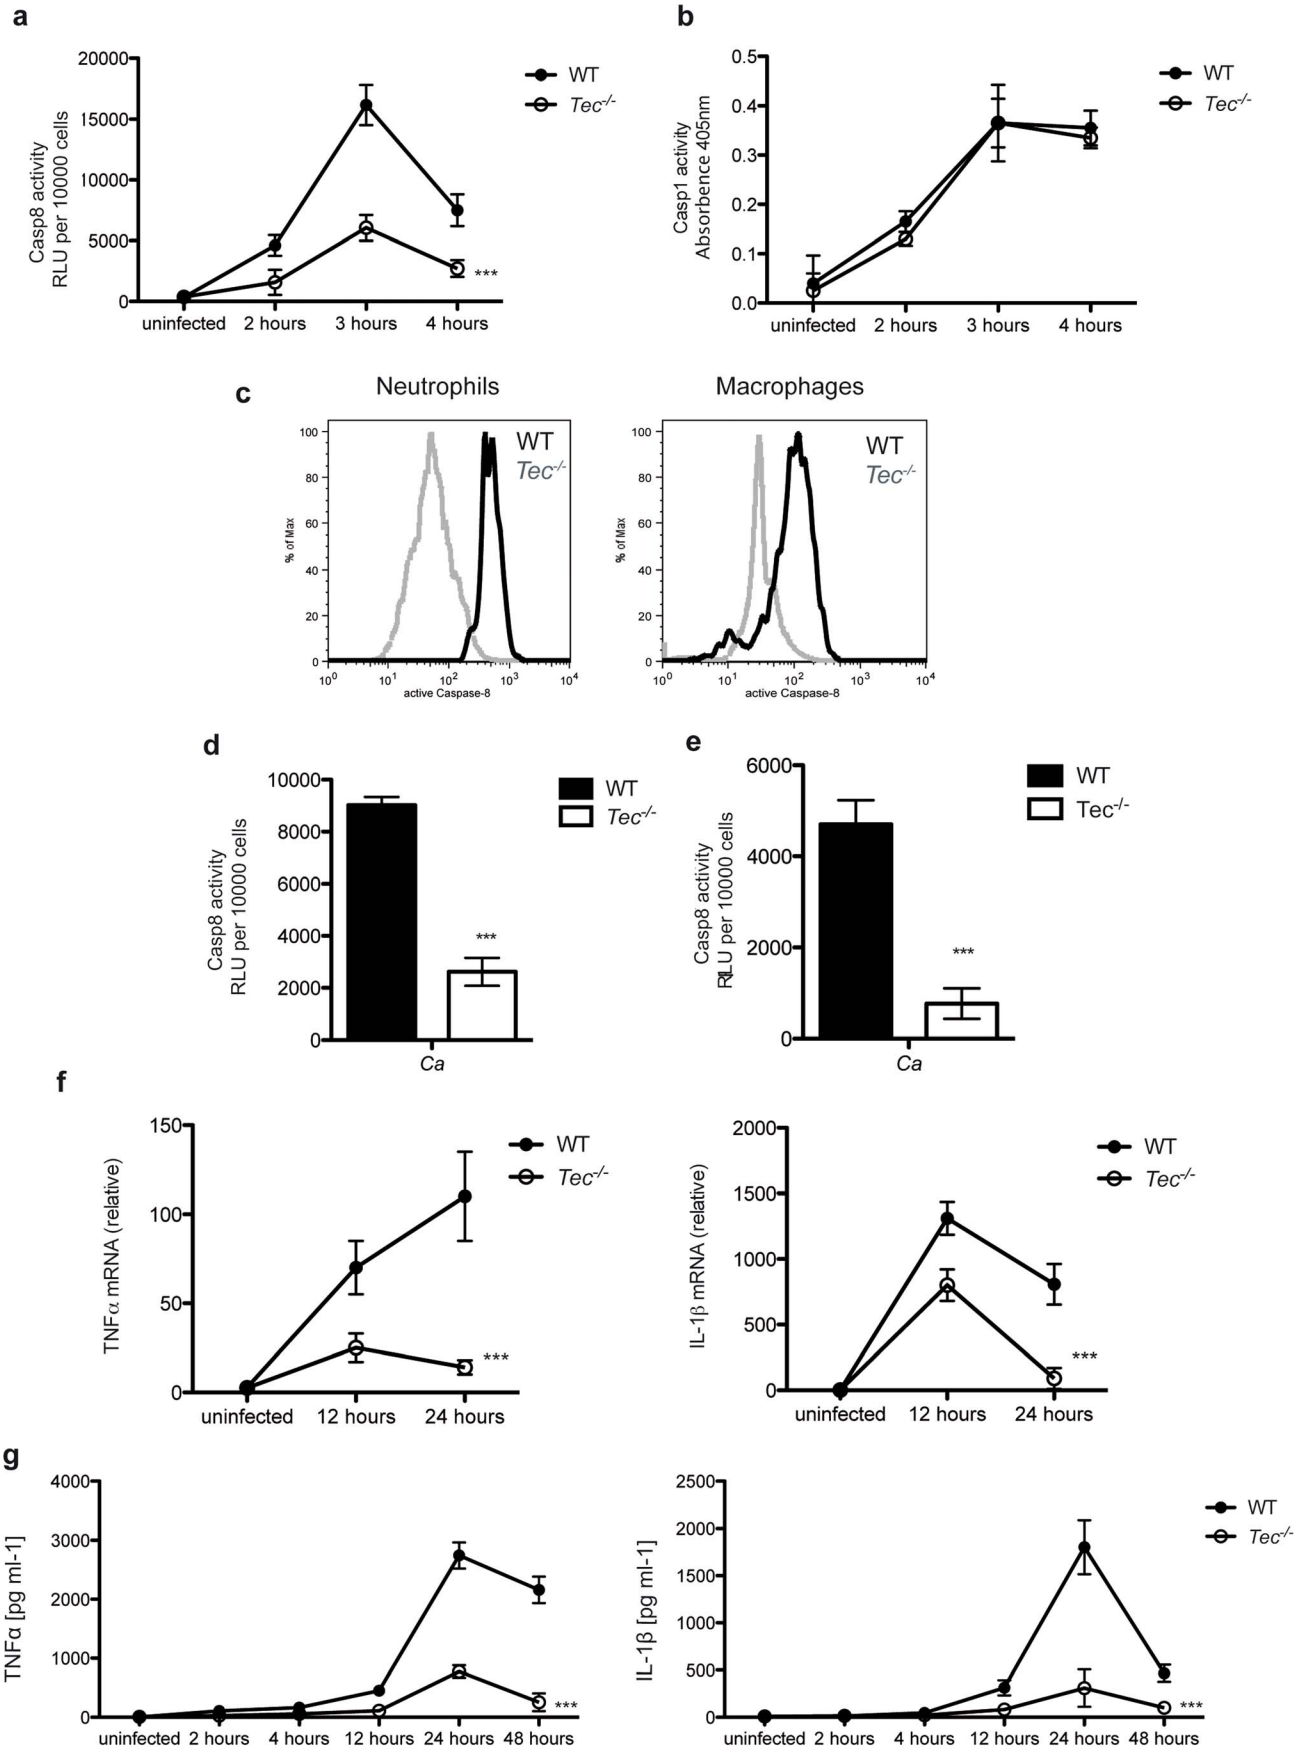 a
20000
15000
10000
5000
0
Casp8 activity
RLU per 10000 cells
uninfected 2 hours 3 hours 4 hours
WT
Tec-/-
***
b
0.5
0.4
0.3
0.2
0.1
0.0
Casp1 activity
Absorbence 405nm
uninfected 2 hours 3 hours 4 hours
WT
Tec-/-
c
Neutrophils
100
80
60
40
20
0
% of Max
WT
Tec-/-
10^0 10^1 10^2 10^3 10^4
active Caspase-8
Macrophages
100
80
60
40
20
0
% of Max
WT
Tec-/-
10^0 10^1 10^2 10^3 10^4
active Caspase-8
d
10000
8000
6000
4000
2000
0
Casp8 activity
RLU per 10000 cells
WT
Tec-/-
***
Ca
e
6000
4000
2000
0
Casp8 activity
RLU per 10000 cells
WT
Tec-/-
***
Ca
f
150
100
50
0
TNFα mRNA (relative)
uninfected 12 hours 24 hours
WT
Tec-/-
***
2000
1500
1000
500
0
IL-1β mRNA (relative)
uninfected 12 hours 24 hours
WT
Tec-/-
***
g
4000
3000
2000
1000
0
TNFα [pg ml-1]
uninfected 2 hours 4 hours 12 hours 24 hours 48 hours
***
2500
2000
1500
1000
500
0
IL-1β [pg ml-1]
uninfected 2 hours 4 hours 12 hours 24 hours 48 hours
WT
Tec-/-
***